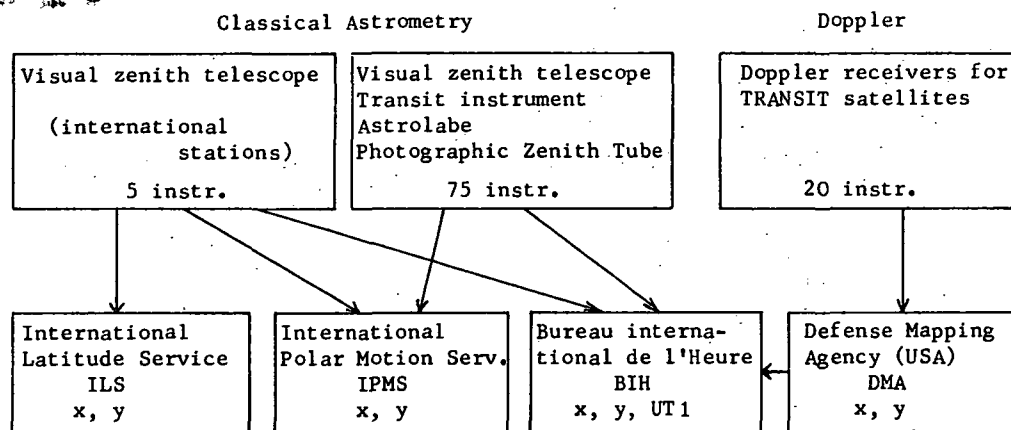 Classical Astrometry
Doppler
Visual zenith telescope
(international
stations)
5 instr.
Visual zenith telescope
Transit instrument
Astrolabe
Photographic Zenith Tube
75 instr.
Doppler receivers for
TRANSIT satellites
20 instr.
International
Latitude Service
ILS
x, y
International
Polar Motion Serv.
IPMS
x, y
Bureau interna-
tional de l'Heure
BIH
x, y, UT1
Defense Mapping
Agency (USA)
DMA
x, y